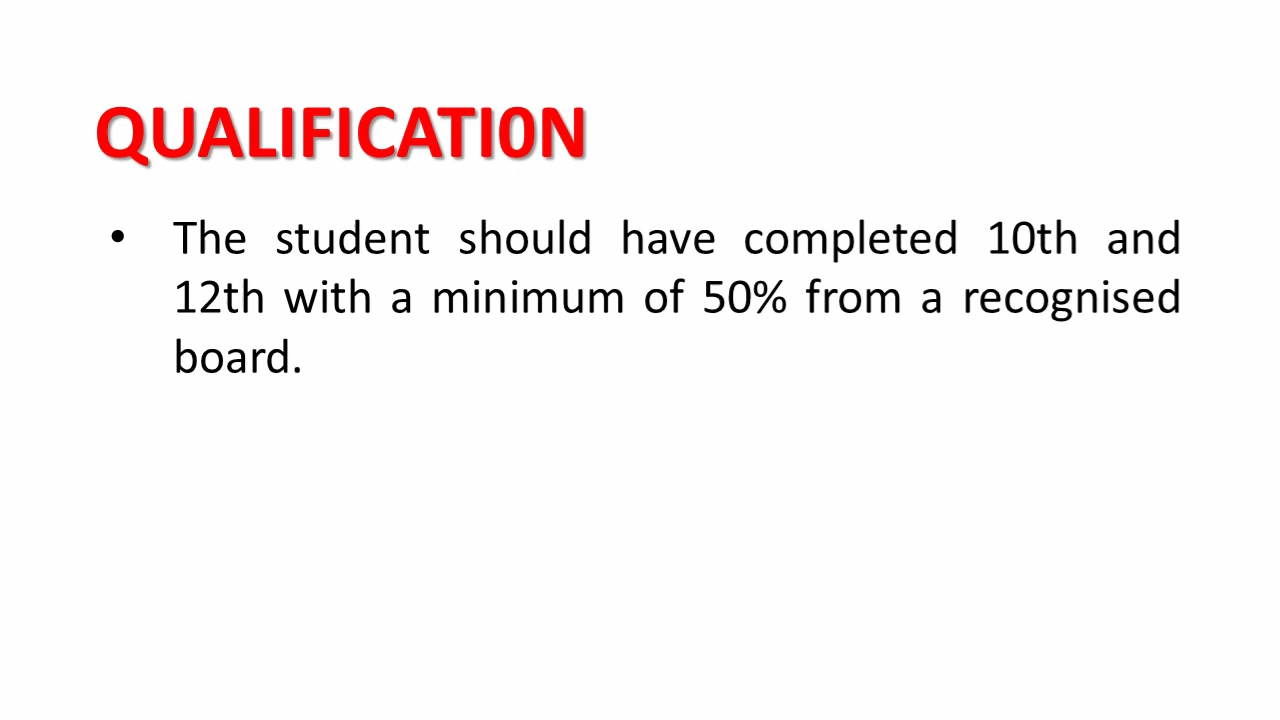 QUALIFICATI0N
• The student should have completed 10th and
12th with a minimum of 50% from a recognised
board.